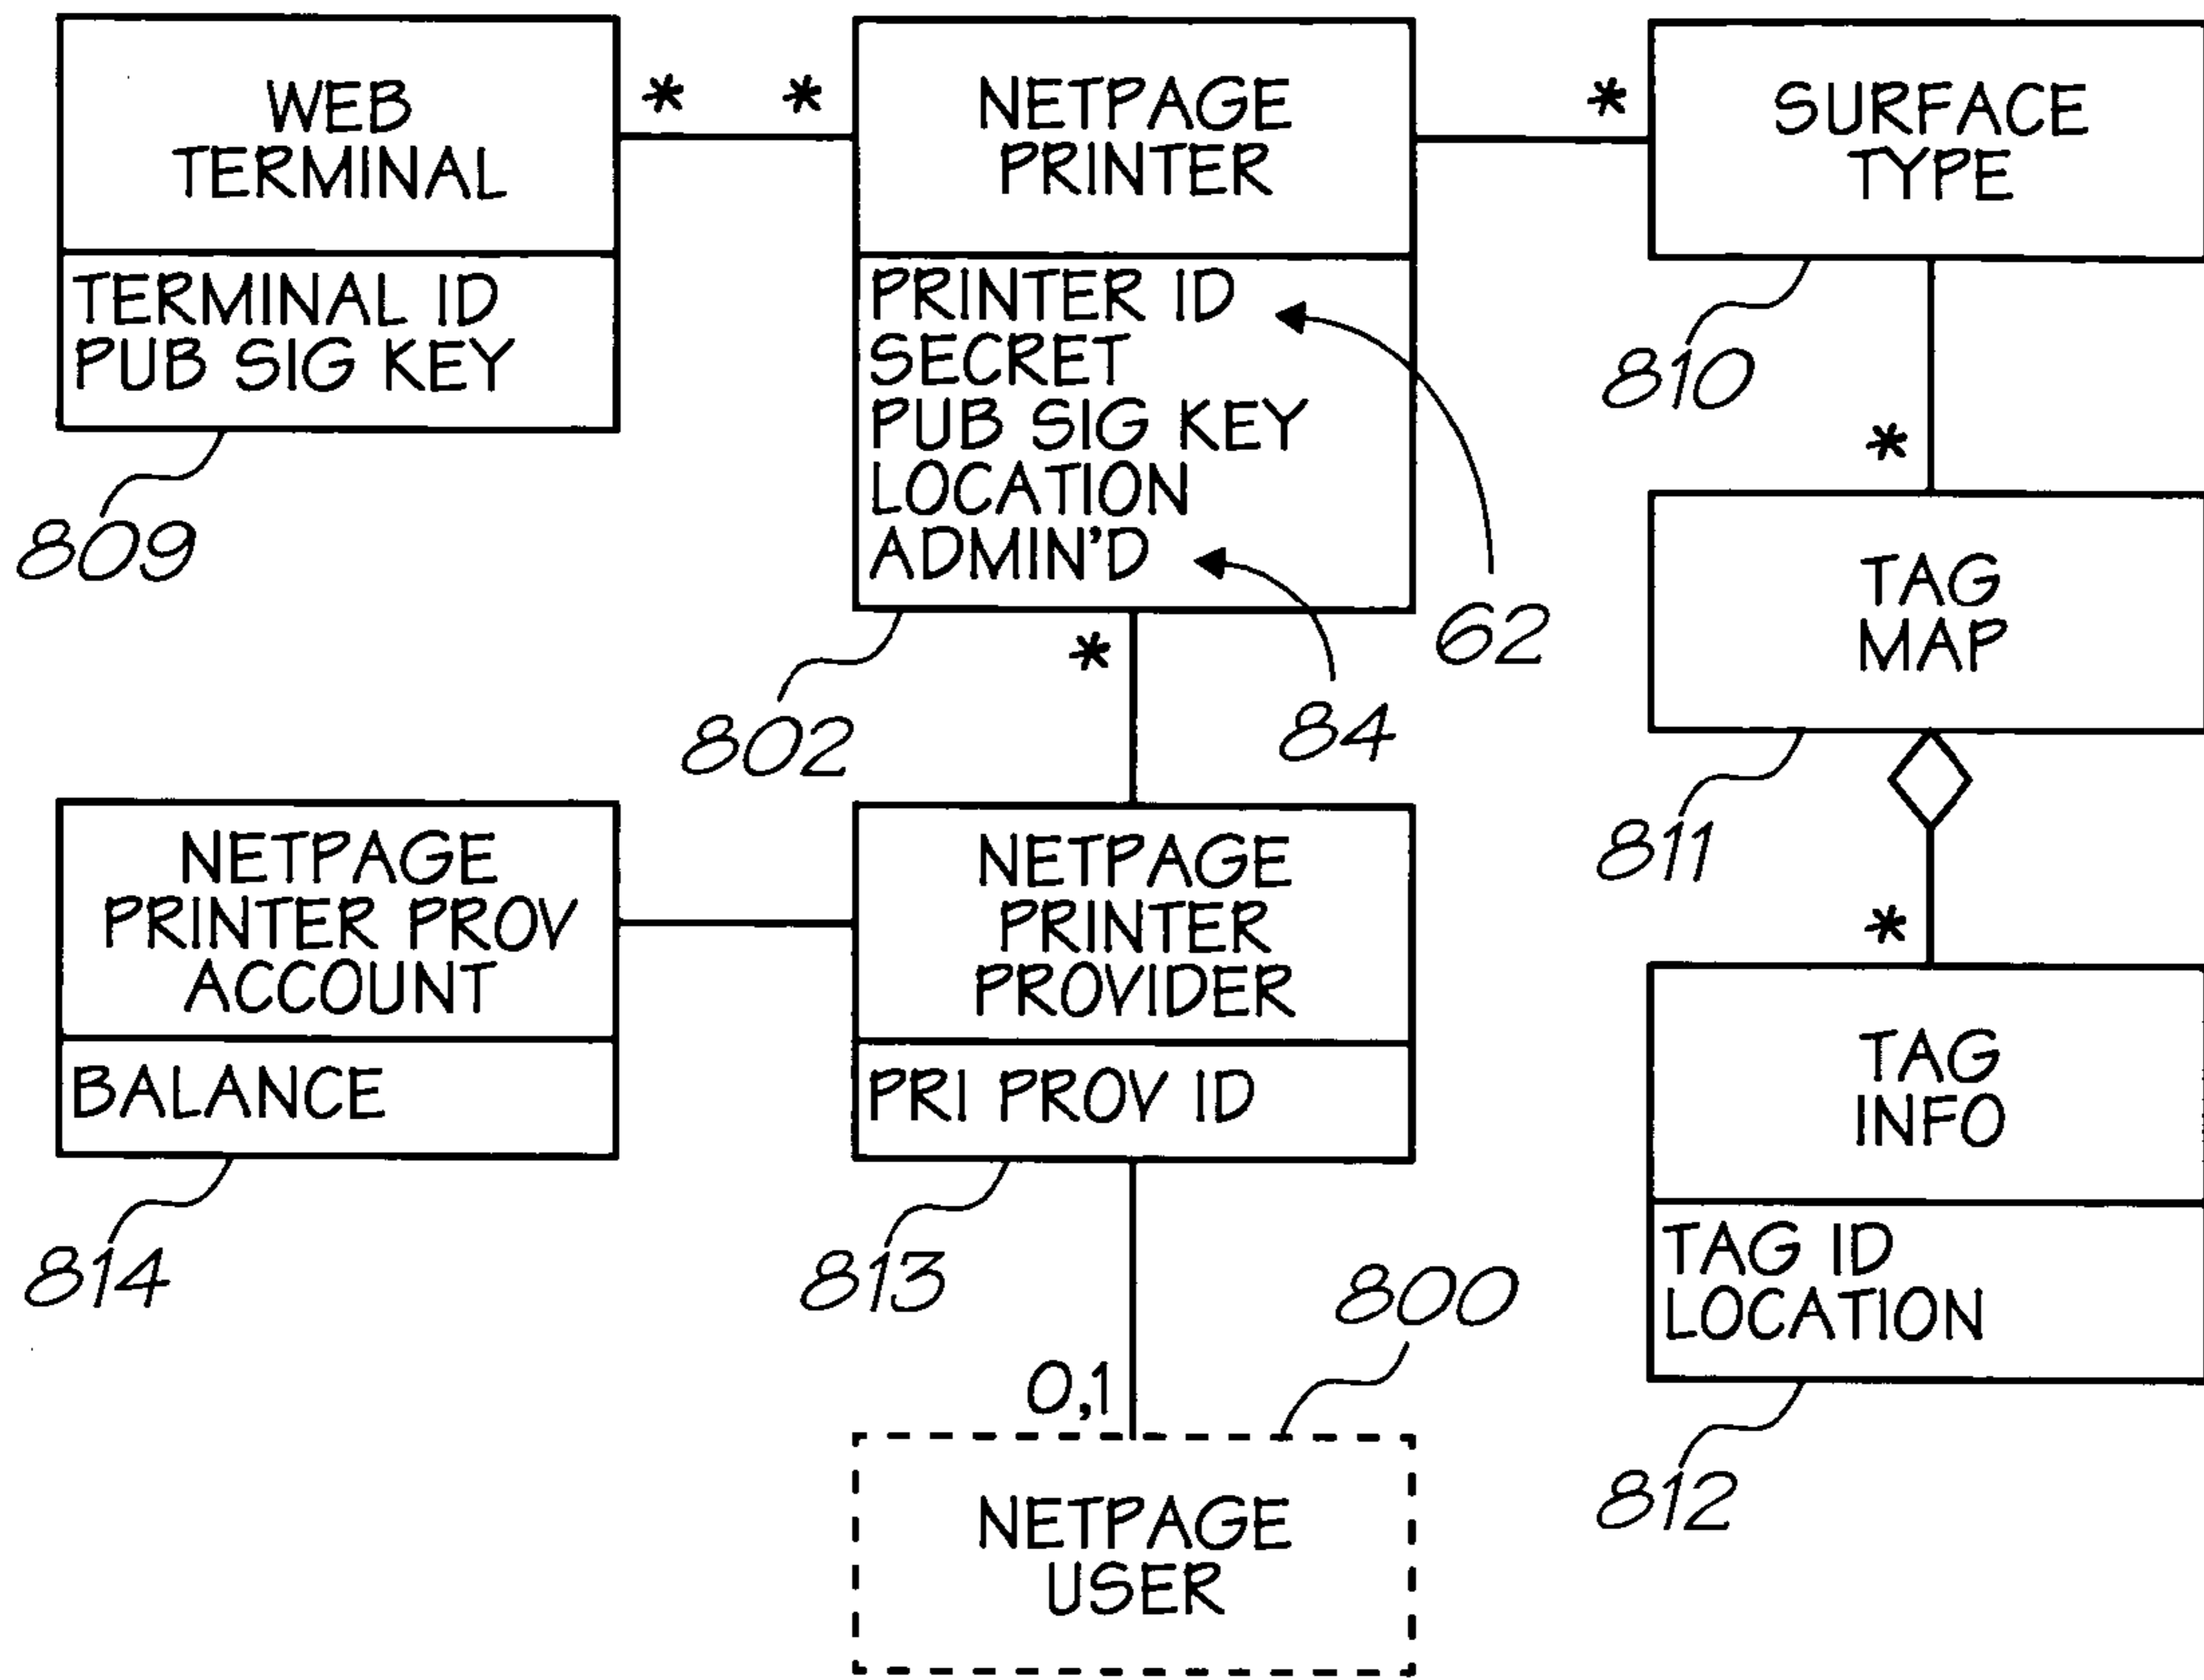 WEB
TERMINAL
TERMINAL ID
PUB SIG KEY
809
*
*
NETPAGE
PRINTER
PRINTER ID
SECRET
PUB SIG KEY
LOCATION
ADMIN'D
62
84
802
*
*
SURFACE
TYPE
810
*
TAG
MAP
811
*
TAG
INFO
TAG ID
LOCATION
812
NETPAGE
PRINTER PROV
ACCOUNT
BALANCE
814
NETPAGE
PRINTER
PROVIDER
PRI PROV ID
813
800
0,1
NETPAGE
USER